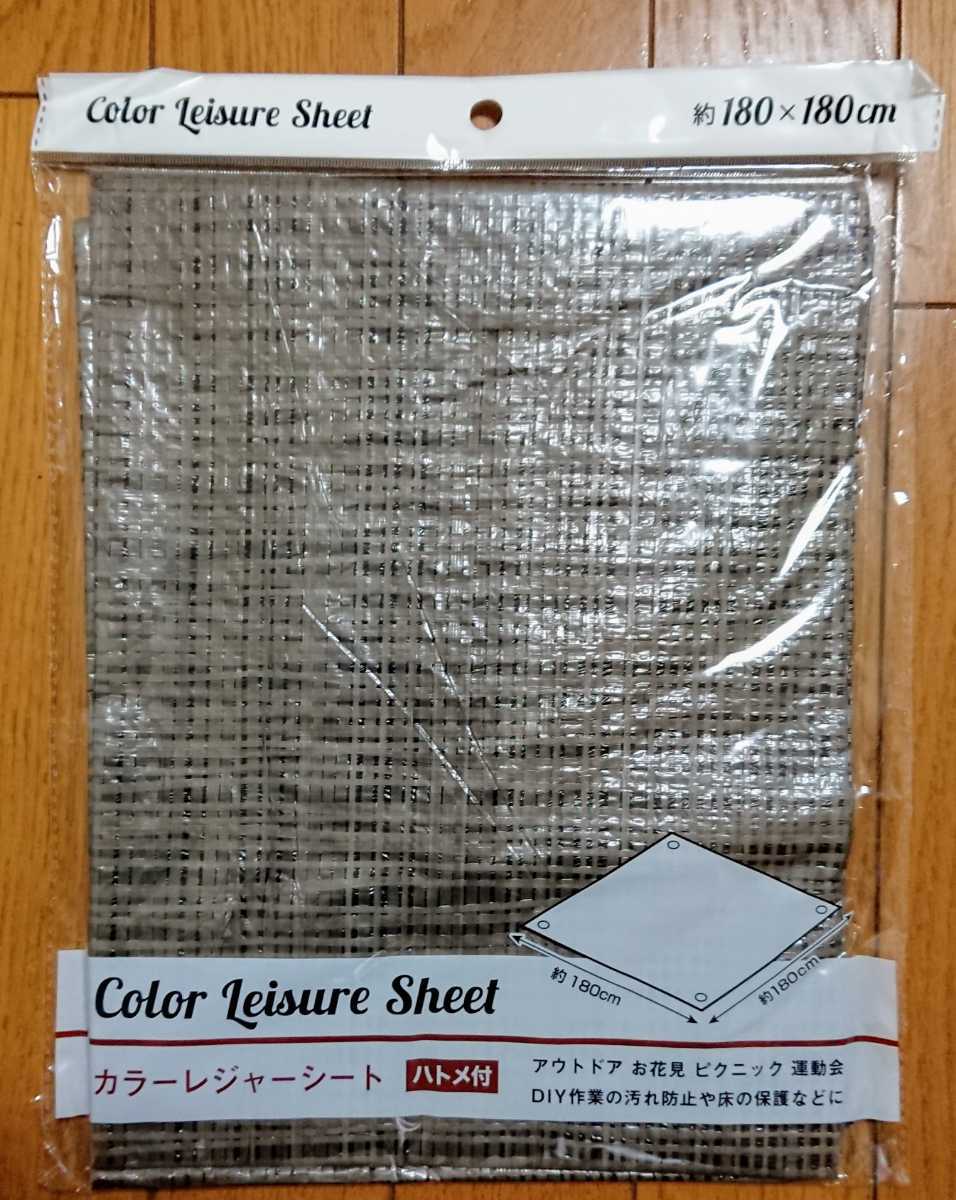 Color Leisure Sheet
約180×180cm
約180cm
約180cm
Color Leisure Sheet
カラーレジャーシート ハトメ付
アウトドア お花見 ピクニック 運動会
DIY作業の汚れ防止や床の保護などに